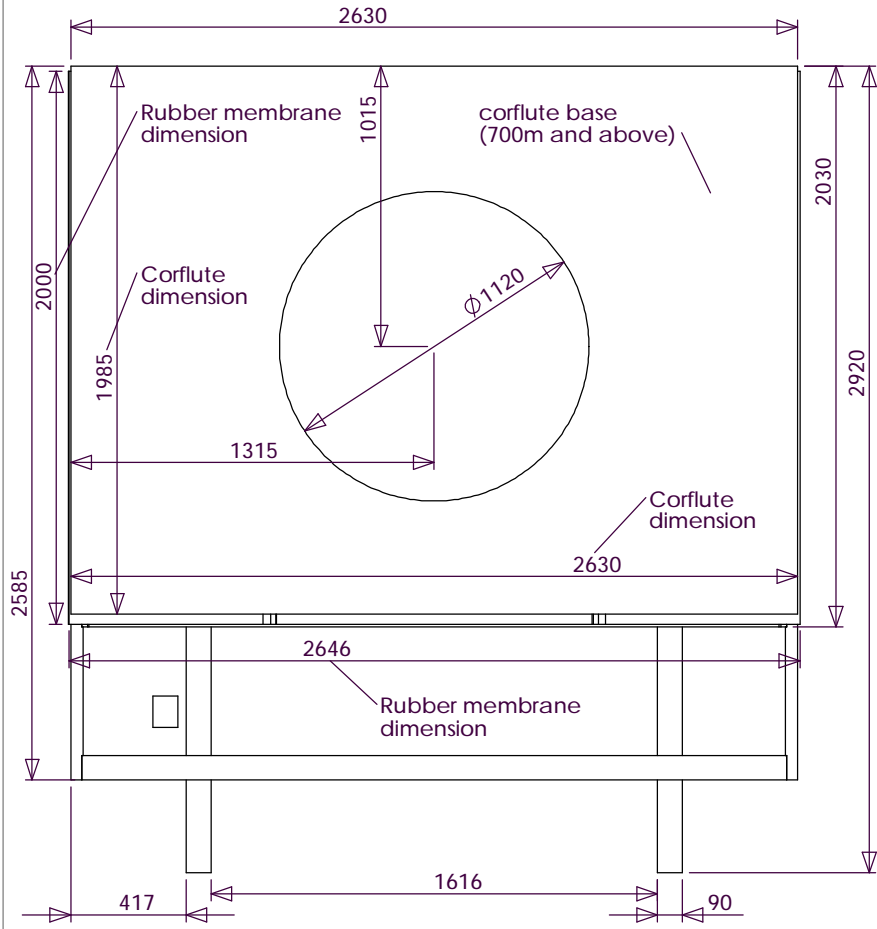 2630
Rubber membrane
dimension
1015
corflute base
(700m and above)
2030
2000
Corflute
dimension
Φ1120
1985
2920
1315
Corflute
dimension
2585
2630
2646
Rubber membrane
dimension
1616
417
90